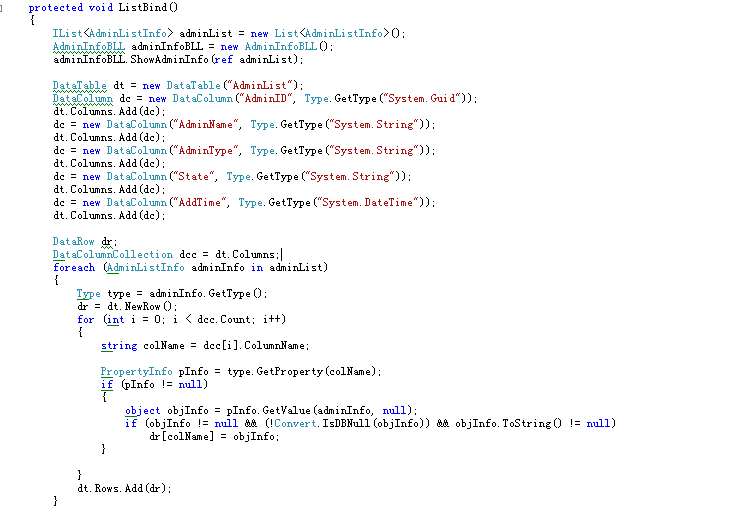 protected void ListBind()
{
IList<AdminListInfo> adminList = new List<AdminListInfo>();
AdminInfoBLL adminInfoBLL = new AdminInfoBLL();
adminInfoBLL.ShowAdminInfo(ref adminList);
DataTable dt = new DataTable("AdminList");
DataColumn dc = new DataColumn("AdminID", Type.GetType("System.Guid"));
dt.Columns.Add(dc);
dc = new DataColumn("AdminName", Type.GetType("System.String"));
dt.Columns.Add(dc);
dc = new DataColumn("AdminType", Type.GetType("System.String"));
dt.Columns.Add(dc);
dc = new DataColumn("State", Type.GetType("System.String"));
dt.Columns.Add(dc);
dc = new DataColumn("AddTime", Type.GetType("System.DateTime"));
dt.Columns.Add(dc);
DataRow dr;
DataColumnCollection dcc = dt.Columns;
foreach (AdminListInfo adminInfo in adminList)
{
Type type = adminInfo.GetType();
dr = dt.NewRow();
for (int i = 0; i < dcc.Count; i++)
{
string colName = dcc[i].ColumnName;
PropertyInfo pInfo = type.GetProperty(colName);
if (pInfo != null)
{
object objInfo = pInfo.GetValue(adminInfo, null);
if (objInfo != null && (!Convert.IsDBNull(objInfo)) && objInfo.ToString() != null)
dr[colName] = objInfo;
}
}
dt.Rows.Add(dr);
}